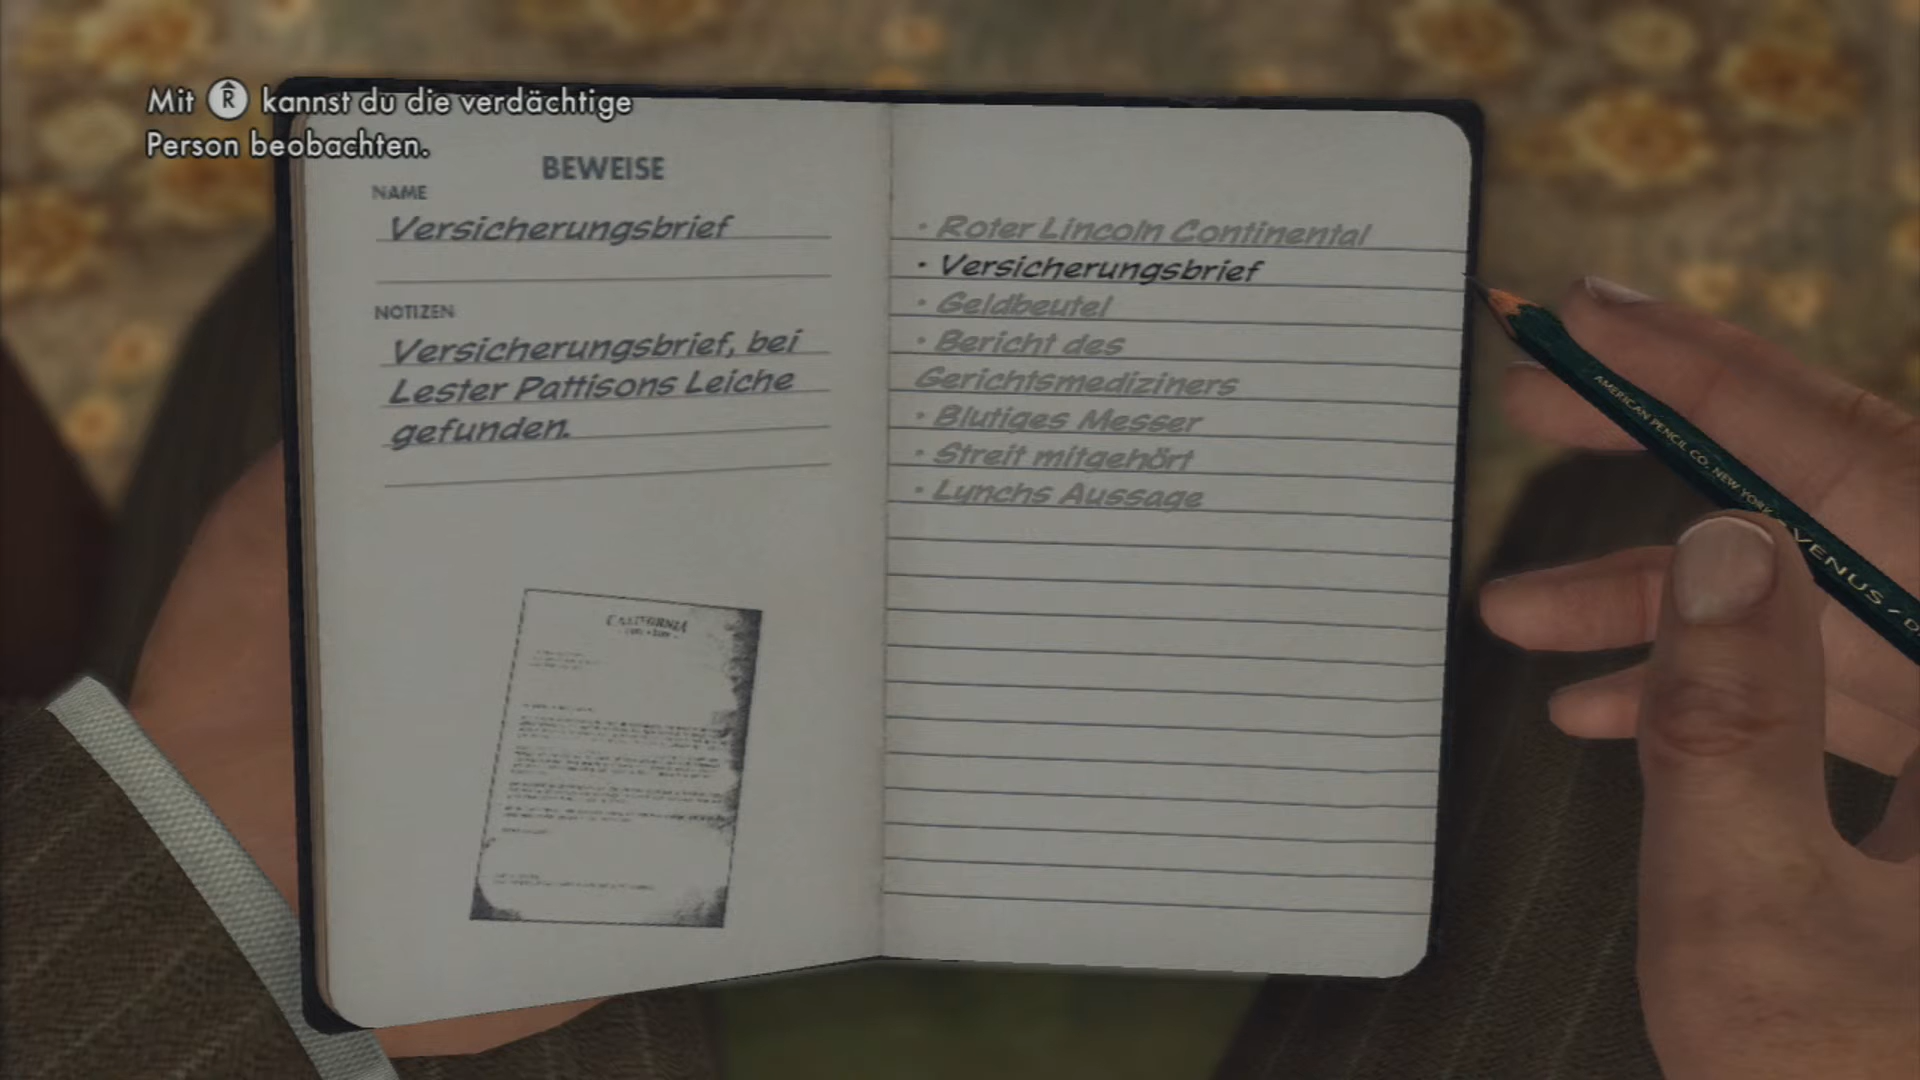 Mit R kannst du die verdächtige
Person beobachten.
BEWEISE
NAME
Versicherungsbrief
NOTIZEN
Versicherungsbrief, bei
Lester Pattisons Leiche
gefunden.
CALIFORNIA
• Roter Lincoln Continental
• Versicherungsbrief
• Geldbeutel
• Bericht des
Gerichtsmediziners
• Blutiges Messer
• Streit mitgehört
• Lynchs Aussage
AMERICAN PENCIL CO. NEW YORK
VENUS